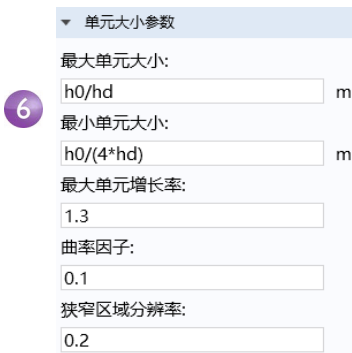 单元大小参数
最大单元大小:
h0/hd m
6
最小单元大小:
h0/(4*hd) m
最大单元增长率:
1.3
曲率因子:
0.1
狭窄区域分辨率:
0.2